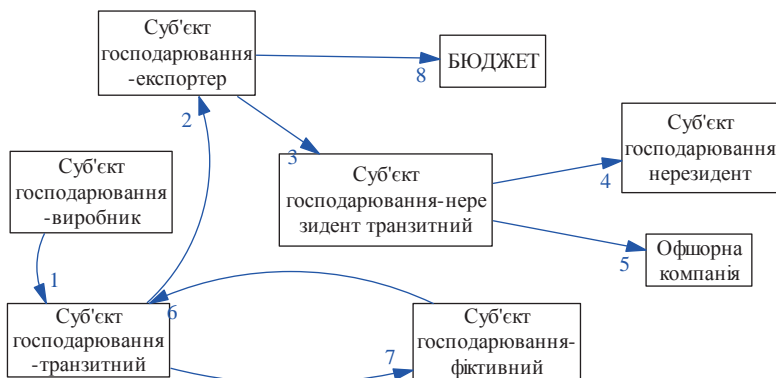 Суб'єкт
господарювання
-експортер
БЮДЖЕТ
8
2
3
Суб'єкт
господарювання
нерезидент
4
Суб'єкт
господарювання
-виробник
Суб'єкт
господарювання-нере
зидент транзитний
Офшорна
компанія
5
1
6
Суб'єкт
господарювання
-транзитний
7
Суб'єкт
господарювання-
фіктивний